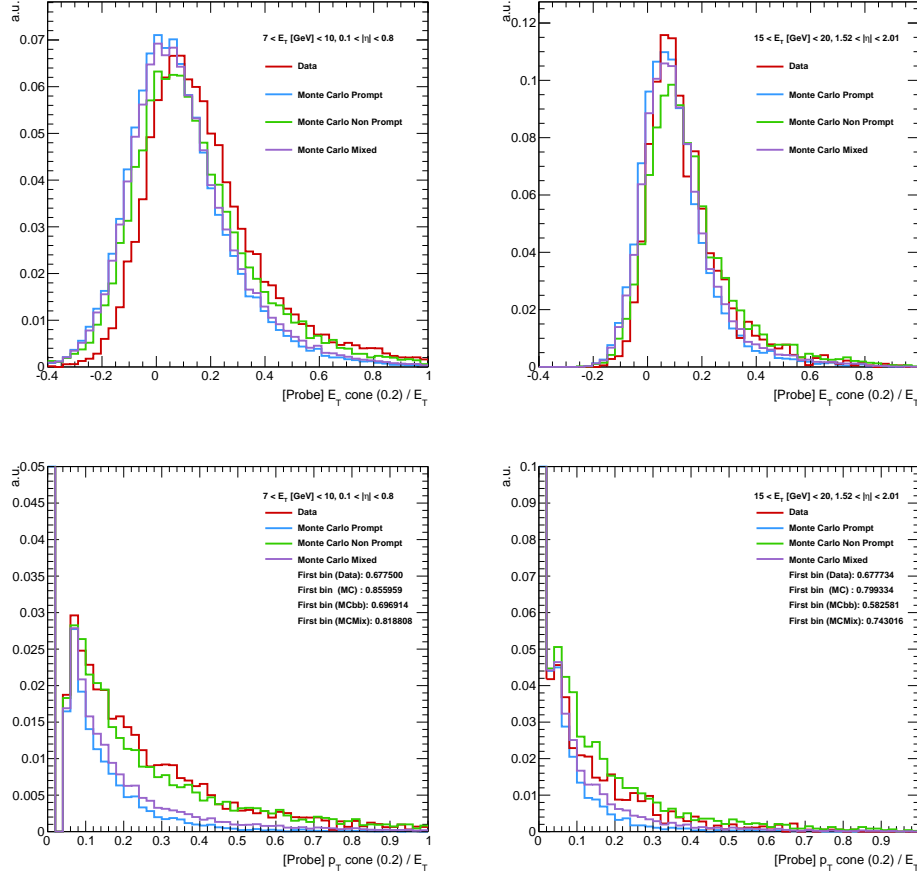 a.u.
0.07
0.06
0.05
0.04
0.03
0.02
0.01
0
-0.4 -0.2 0 0.2 0.4 0.6 0.8 1
7 < E_T [GeV] < 10, 0.1 < |η| < 0.8
Data
Monte Carlo Prompt
Monte Carlo Non Prompt
Monte Carlo Mixed
[Probe] E_T cone (0.2) / E_T
a.u.
0.12
0.1
0.08
0.06
0.04
0.02
0
-0.4 -0.2 0 0.2 0.4 0.6 0.8
15 < E_T [GeV] < 20, 1.52 < |η| < 2.01
Data
Monte Carlo Prompt
Monte Carlo Non Prompt
Monte Carlo Mixed
[Probe] E_T cone (0.2) / E_T
a.u.
0.05
0.045
0.04
0.035
0.03
0.025
0.02
0.015
0.01
0.005
0
0 0.1 0.2 0.3 0.4 0.5 0.6 0.7 0.8 0.9 1
7 < E_T [GeV] < 10, 0.1 < |η| < 0.8
Data
Monte Carlo Prompt
Monte Carlo Non Prompt
Monte Carlo Mixed
First bin (Data): 0.677500
First bin (MC) : 0.855959
First bin (MCbb): 0.696914
First bin (MCMix): 0.818808
[Probe] p_T cone (0.2) / E_T
a.u.
0.1
0.09
0.08
0.07
0.06
0.05
0.04
0.03
0.02
0.01
0
0 0.1 0.2 0.3 0.4 0.5 0.6 0.7 0.8 0.9
15 < E_T [GeV] < 20, 1.52 < |η| < 2.01
Data
Monte Carlo Prompt
Monte Carlo Non Prompt
Monte Carlo Mixed
First bin (Data): 0.677734
First bin (MC) : 0.799334
First bin (MCbb): 0.582581
First bin (MCMix): 0.743016
[Probe] p_T cone (0.2) / E_T